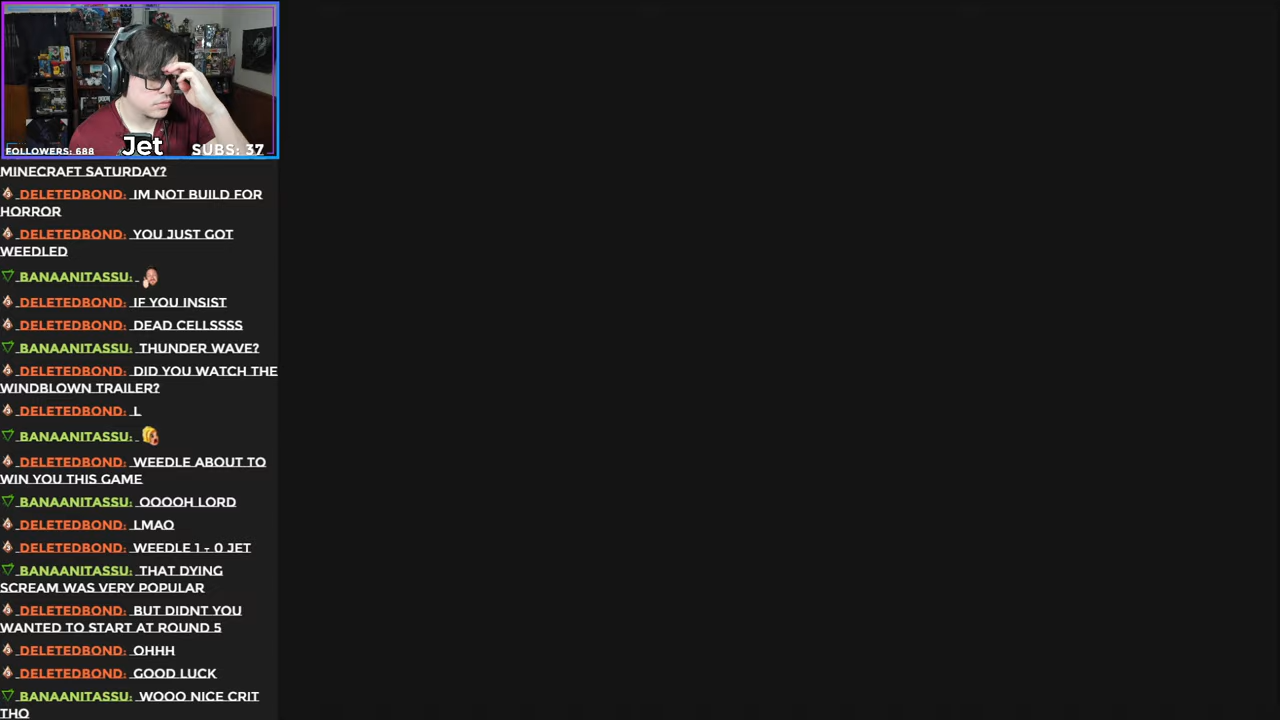 FOLLOWERS: 688
Jet
SUBS: 37
MINECRAFT SATURDAY?
DELETEDBOND: IM NOT BUILD FOR
HORROR
DELETEDBOND: YOU JUST GOT
WEEDLED
BANAANITASSU:
DELETEDBOND: IF YOU INSIST
DELETEDBOND: DEAD CELLSSSS
BANAANITASSU: THUNDER WAVE?
DELETEDBOND: DID YOU WATCH THE
WINDBLOWN TRAILER?
DELETEDBOND: L
BANAANITASSU:
DELETEDBOND: WEEDLE ABOUT TO
WIN YOU THIS GAME
BANAANITASSU: OOOOH LORD
DELETEDBOND: LMAO
DELETEDBOND: WEEDLE 1 - 0 JET
BANAANITASSU: THAT DYING
SCREAM WAS VERY POPULAR
DELETEDBOND: BUT DIDNT YOU
WANTED TO START AT ROUND 5
DELETEDBOND: OHHH
DELETEDBOND: GOOD LUCK
BANAANITASSU: WOOO NICE CRIT
THO